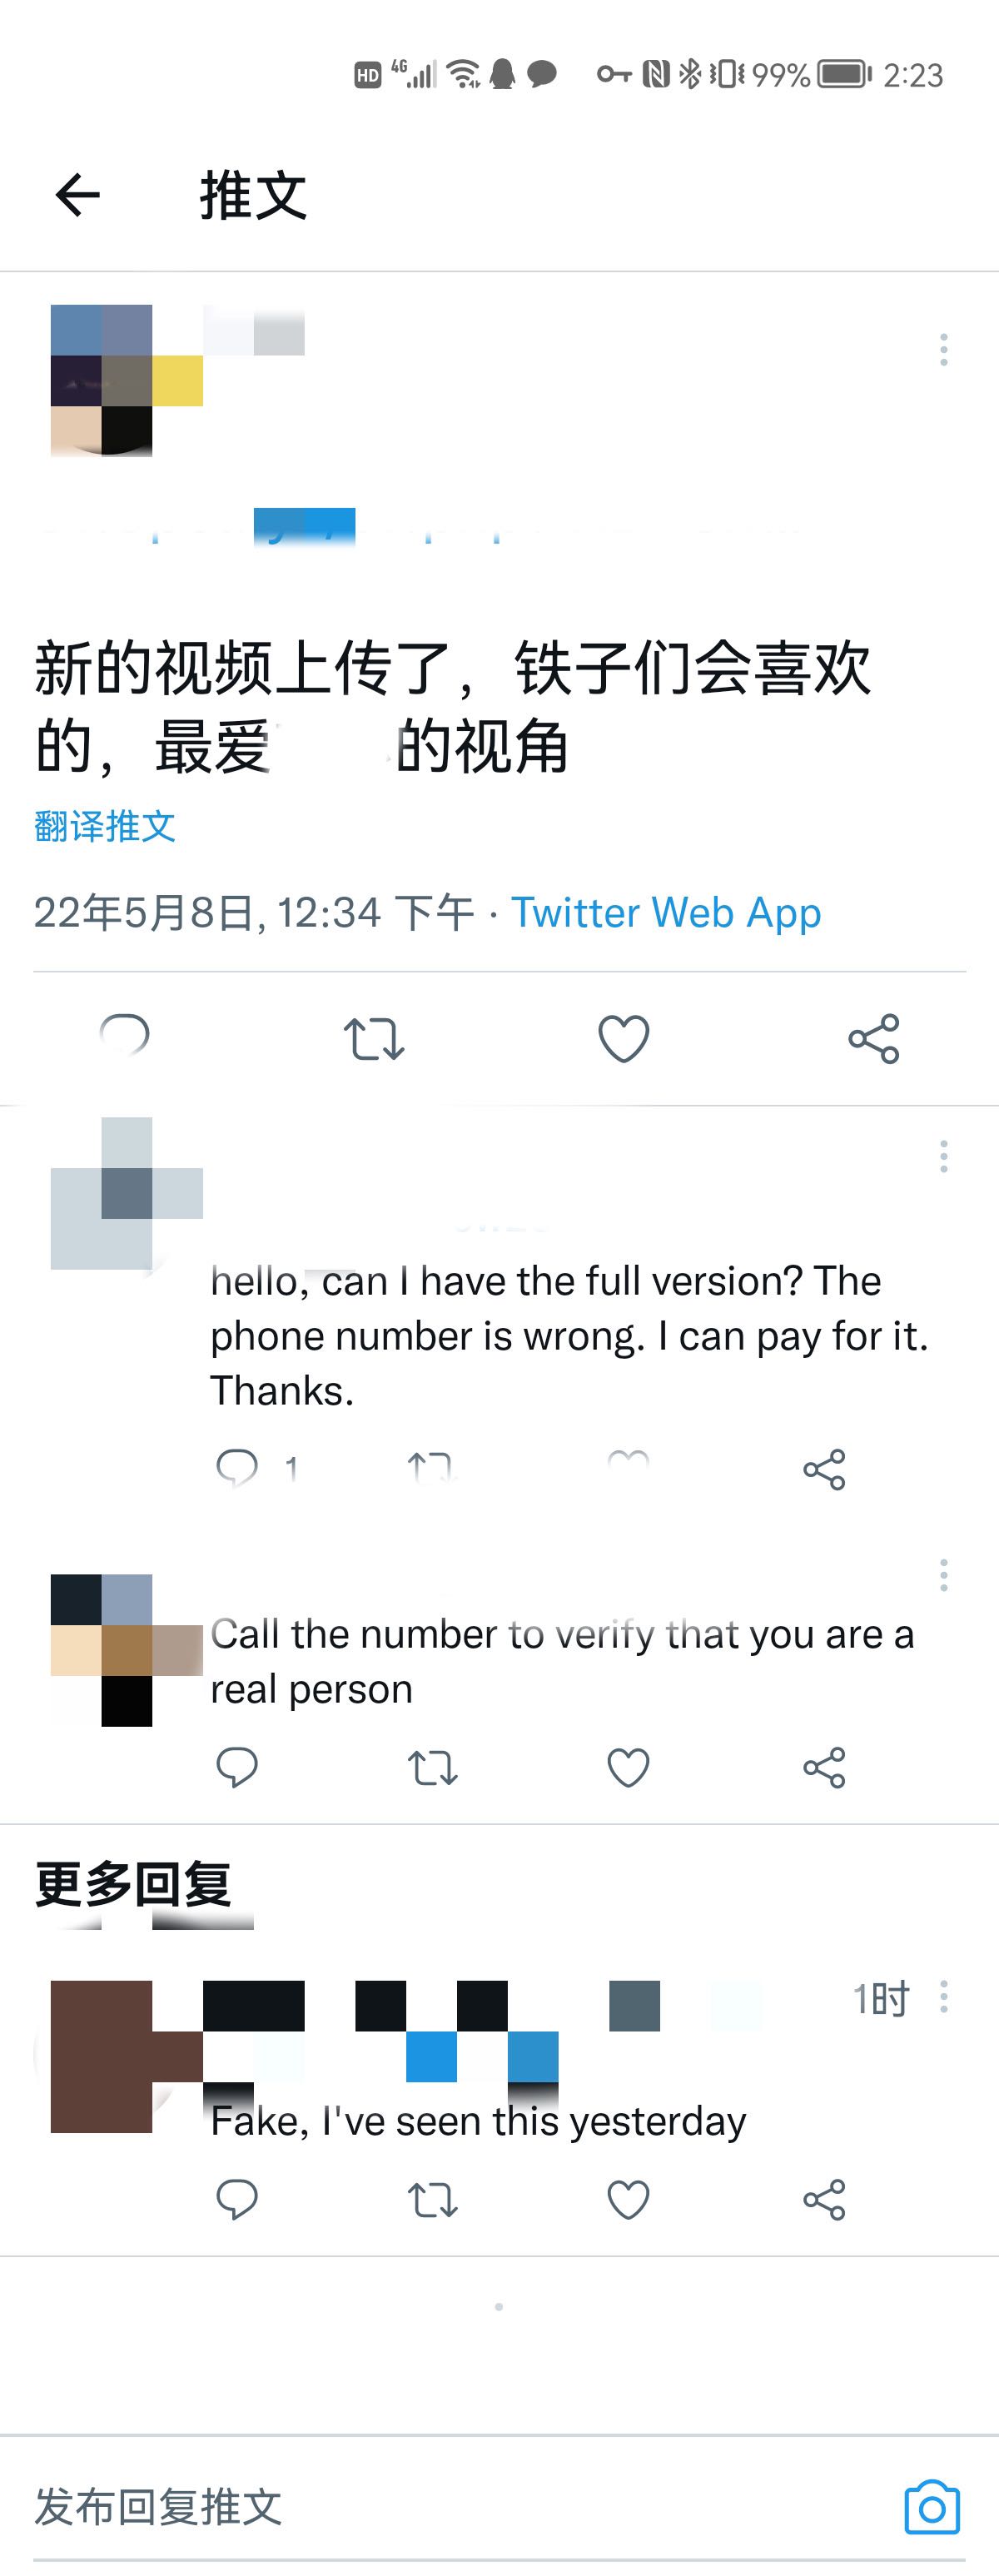 HD 4G 99% 2:23
推文
新的视频上传了，铁子们会喜欢
的，最爱 的视角
翻译推文
22年5月8日, 12:34 下午 · Twitter Web App
hello, can I have the full version? The
phone number is wrong. I can pay for it.
Thanks.
1
Call the number to verify that you are a
real person
更多回复
1时
Fake, I've seen this yesterday
发布回复推文